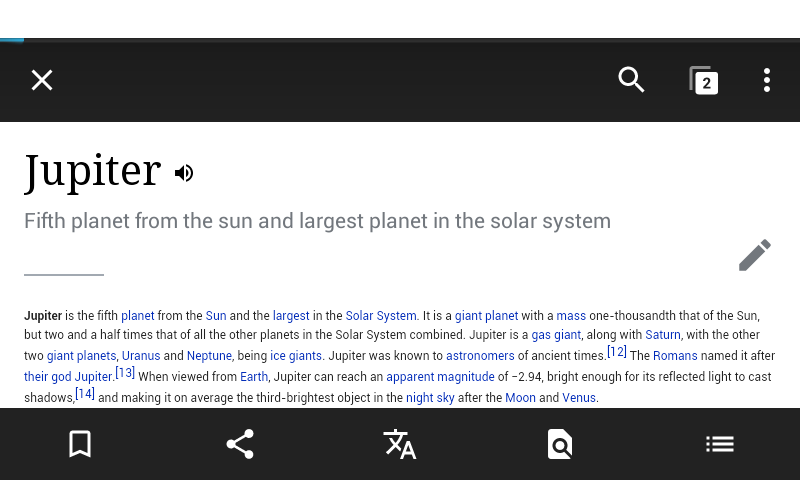 2
Jupiter
Fifth planet from the sun and largest planet in the solar system
Jupiter is the fifth planet from the Sun and the largest in the Solar System. It is a giant planet with a mass one-thousandth that of the Sun,
but two and a half times that of all the other planets in the Solar System combined. Jupiter is a gas giant, along with Saturn, with the other
two giant planets, Uranus and Neptune, being ice giants. Jupiter was known to astronomers of ancient times.[12] The Romans named it after
their god Jupiter.[13] When viewed from Earth, Jupiter can reach an apparent magnitude of −2.94, bright enough for its reflected light to cast
shadows,[14] and making it on average the third-brightest object in the night sky after the Moon and Venus.